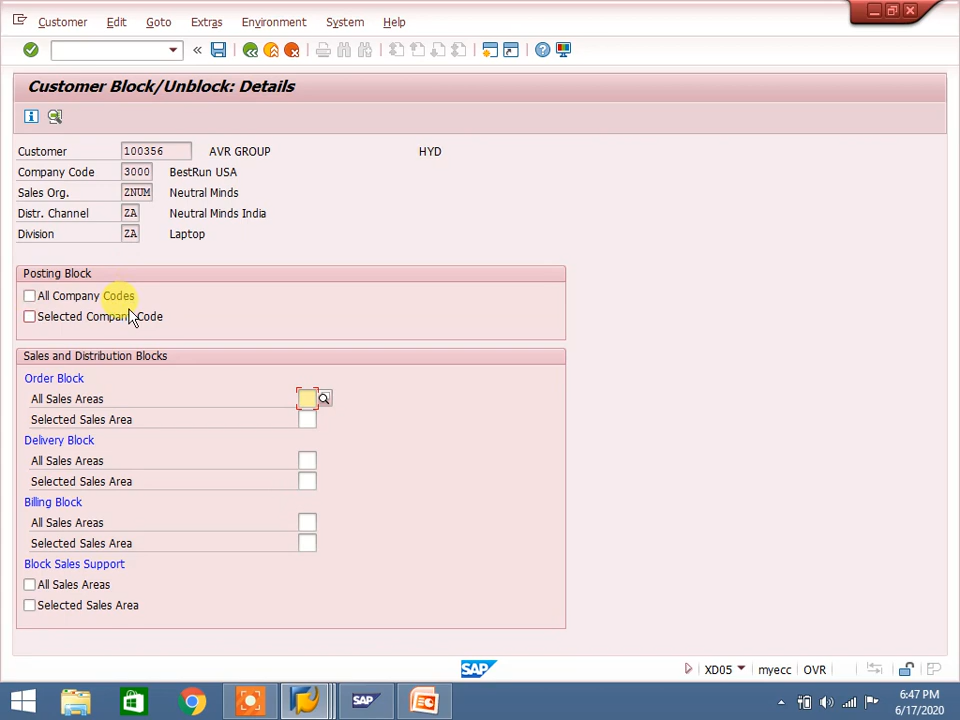 Customer Edit Goto Extras Environment System Help
Customer Block/Unblock: Details
Customer 100356 AVR GROUP HYD
Company Code 3000 BestRun USA
Sales Org. ZNUM Neutral Minds
Distr. Channel ZA Neutral Minds India
Division ZA Laptop
Posting Block
All Company Codes
Selected Company Code
Sales and Distribution Blocks
Order Block
All Sales Areas
Selected Sales Area
Delivery Block
All Sales Areas
Selected Sales Area
Billing Block
All Sales Areas
Selected Sales Area
Block Sales Support
All Sales Areas
Selected Sales Area
SAP XD05 myecc OVR
SAP
6:47 PM
6/17/2020